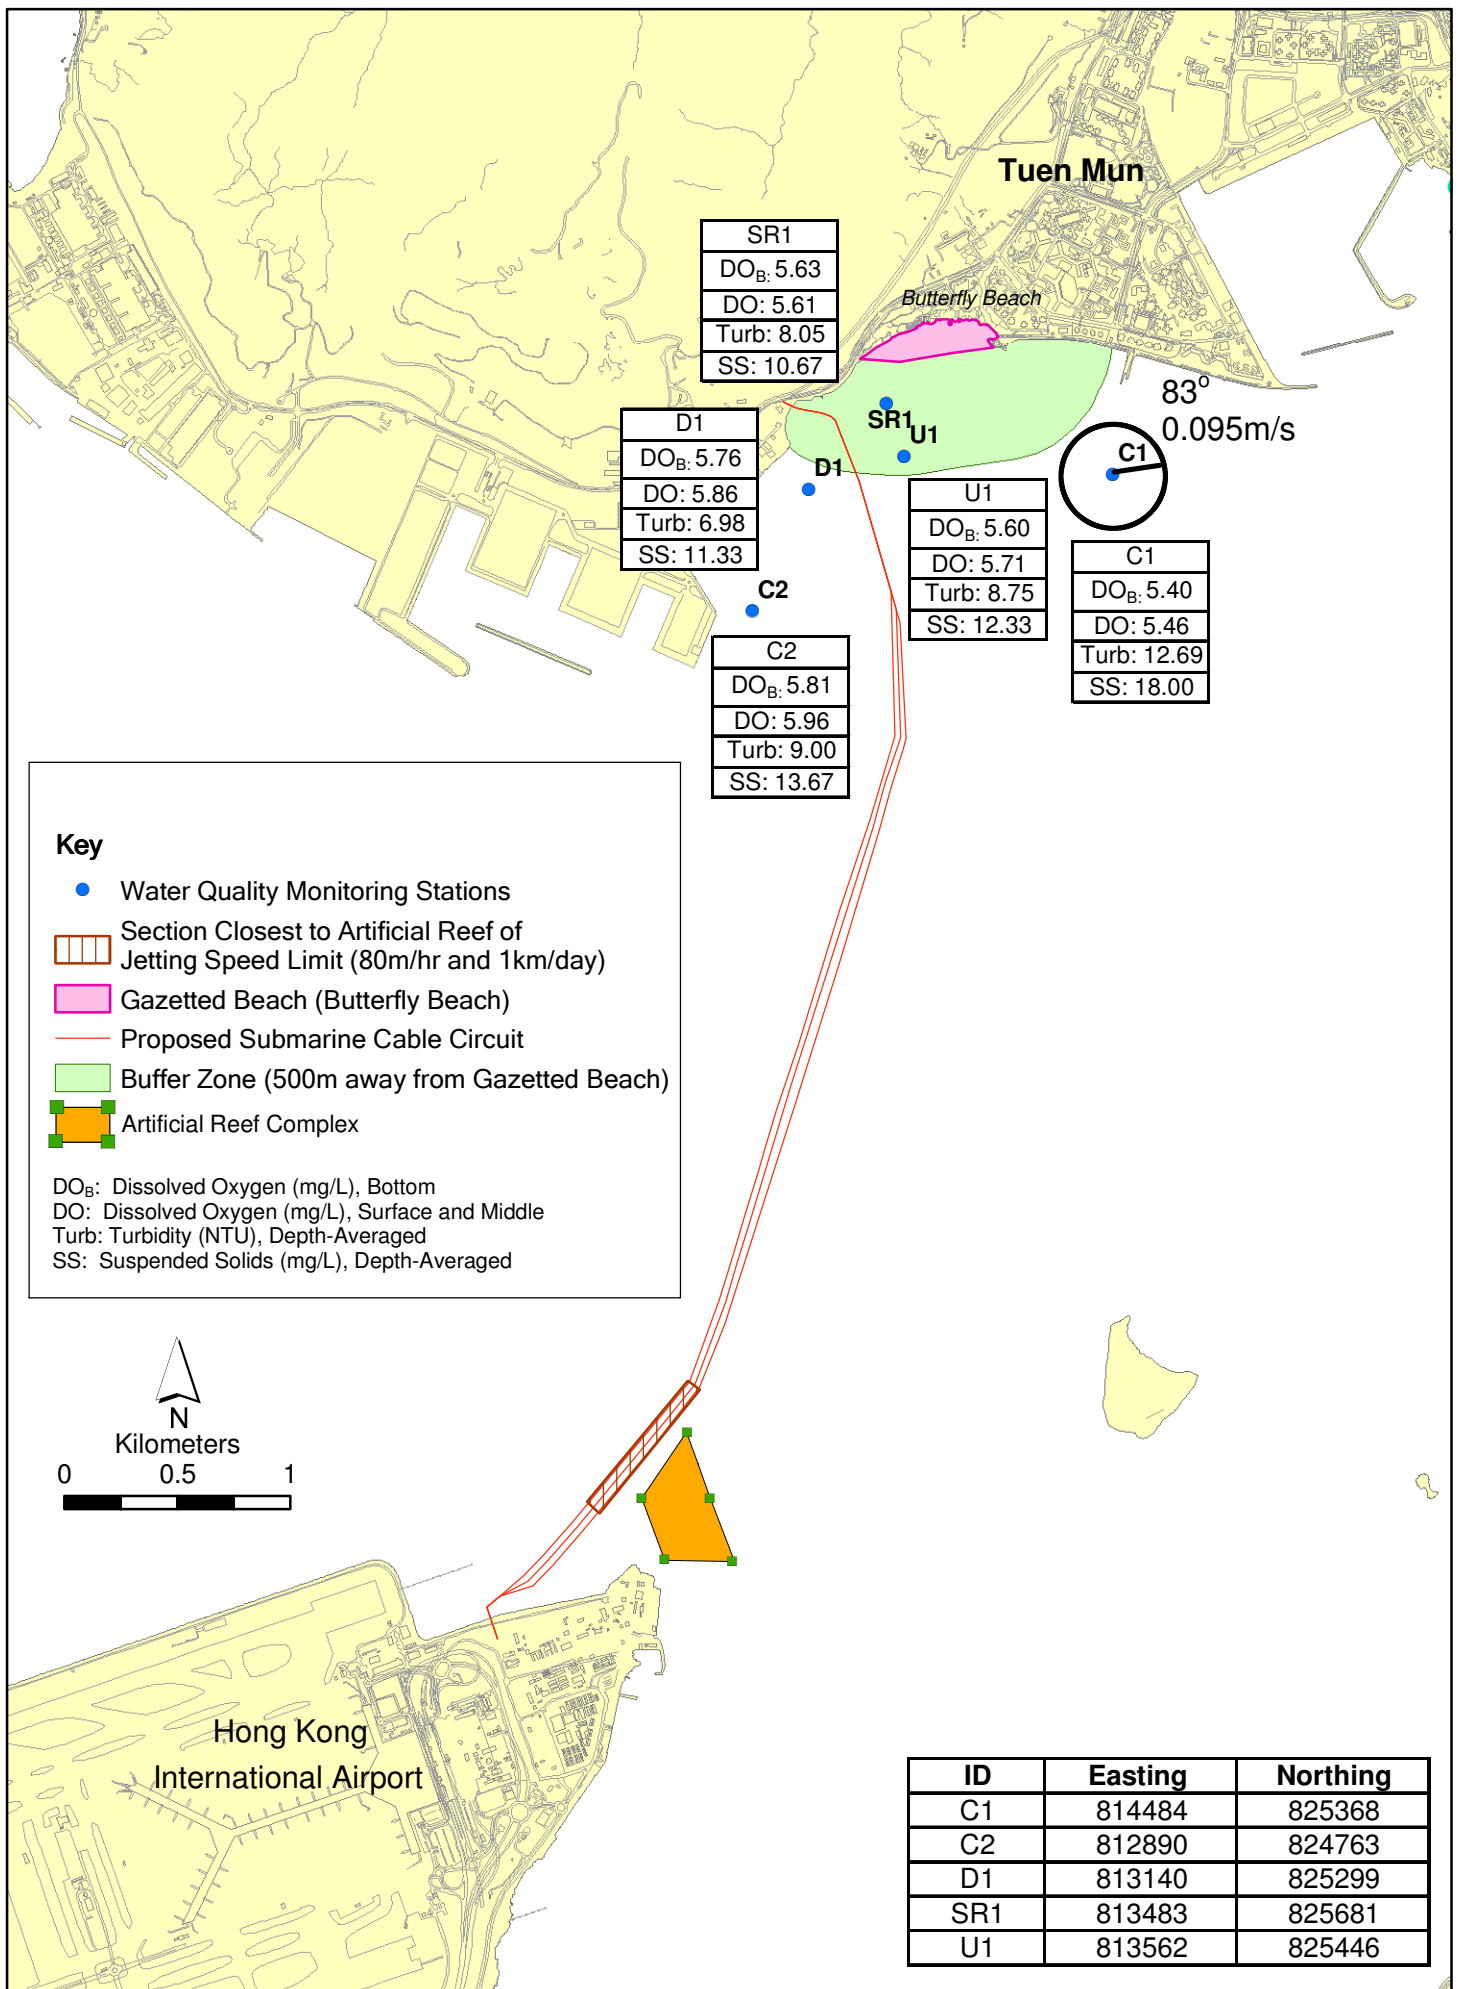 Tuen Mun
SR1
DOB: 5.63
DO: 5.61
Turb: 8.05
SS: 10.67
Butterfly Beach
83°
0.095m/s
SR1
U1
C1
D1
D1
DOB: 5.76
DO: 5.86
Turb: 6.98
SS: 11.33
U1
DOB: 5.60
DO: 5.71
Turb: 8.75
SS: 12.33
C1
DOB: 5.40
DO: 5.46
Turb: 12.69
SS: 18.00
C2
C2
DOB: 5.81
DO: 5.96
Turb: 9.00
SS: 13.67
Key
Water Quality Monitoring Stations
Section Closest to Artificial Reef of
Jetting Speed Limit (80m/hr and 1km/day)
Gazetted Beach (Butterfly Beach)
Proposed Submarine Cable Circuit
Buffer Zone (500m away from Gazetted Beach)
Artificial Reef Complex
DOB: Dissolved Oxygen (mg/L), Bottom
DO: Dissolved Oxygen (mg/L), Surface and Middle
Turb: Turbidity (NTU), Depth-Averaged
SS: Suspended Solids (mg/L), Depth-Averaged
N
Kilometers
0 0.5 1
Hong Kong
International Airport
ID Easting Northing
C1 814484 825368
C2 812890 824763
D1 813140 825299
SR1 813483 825681
U1 813562 825446